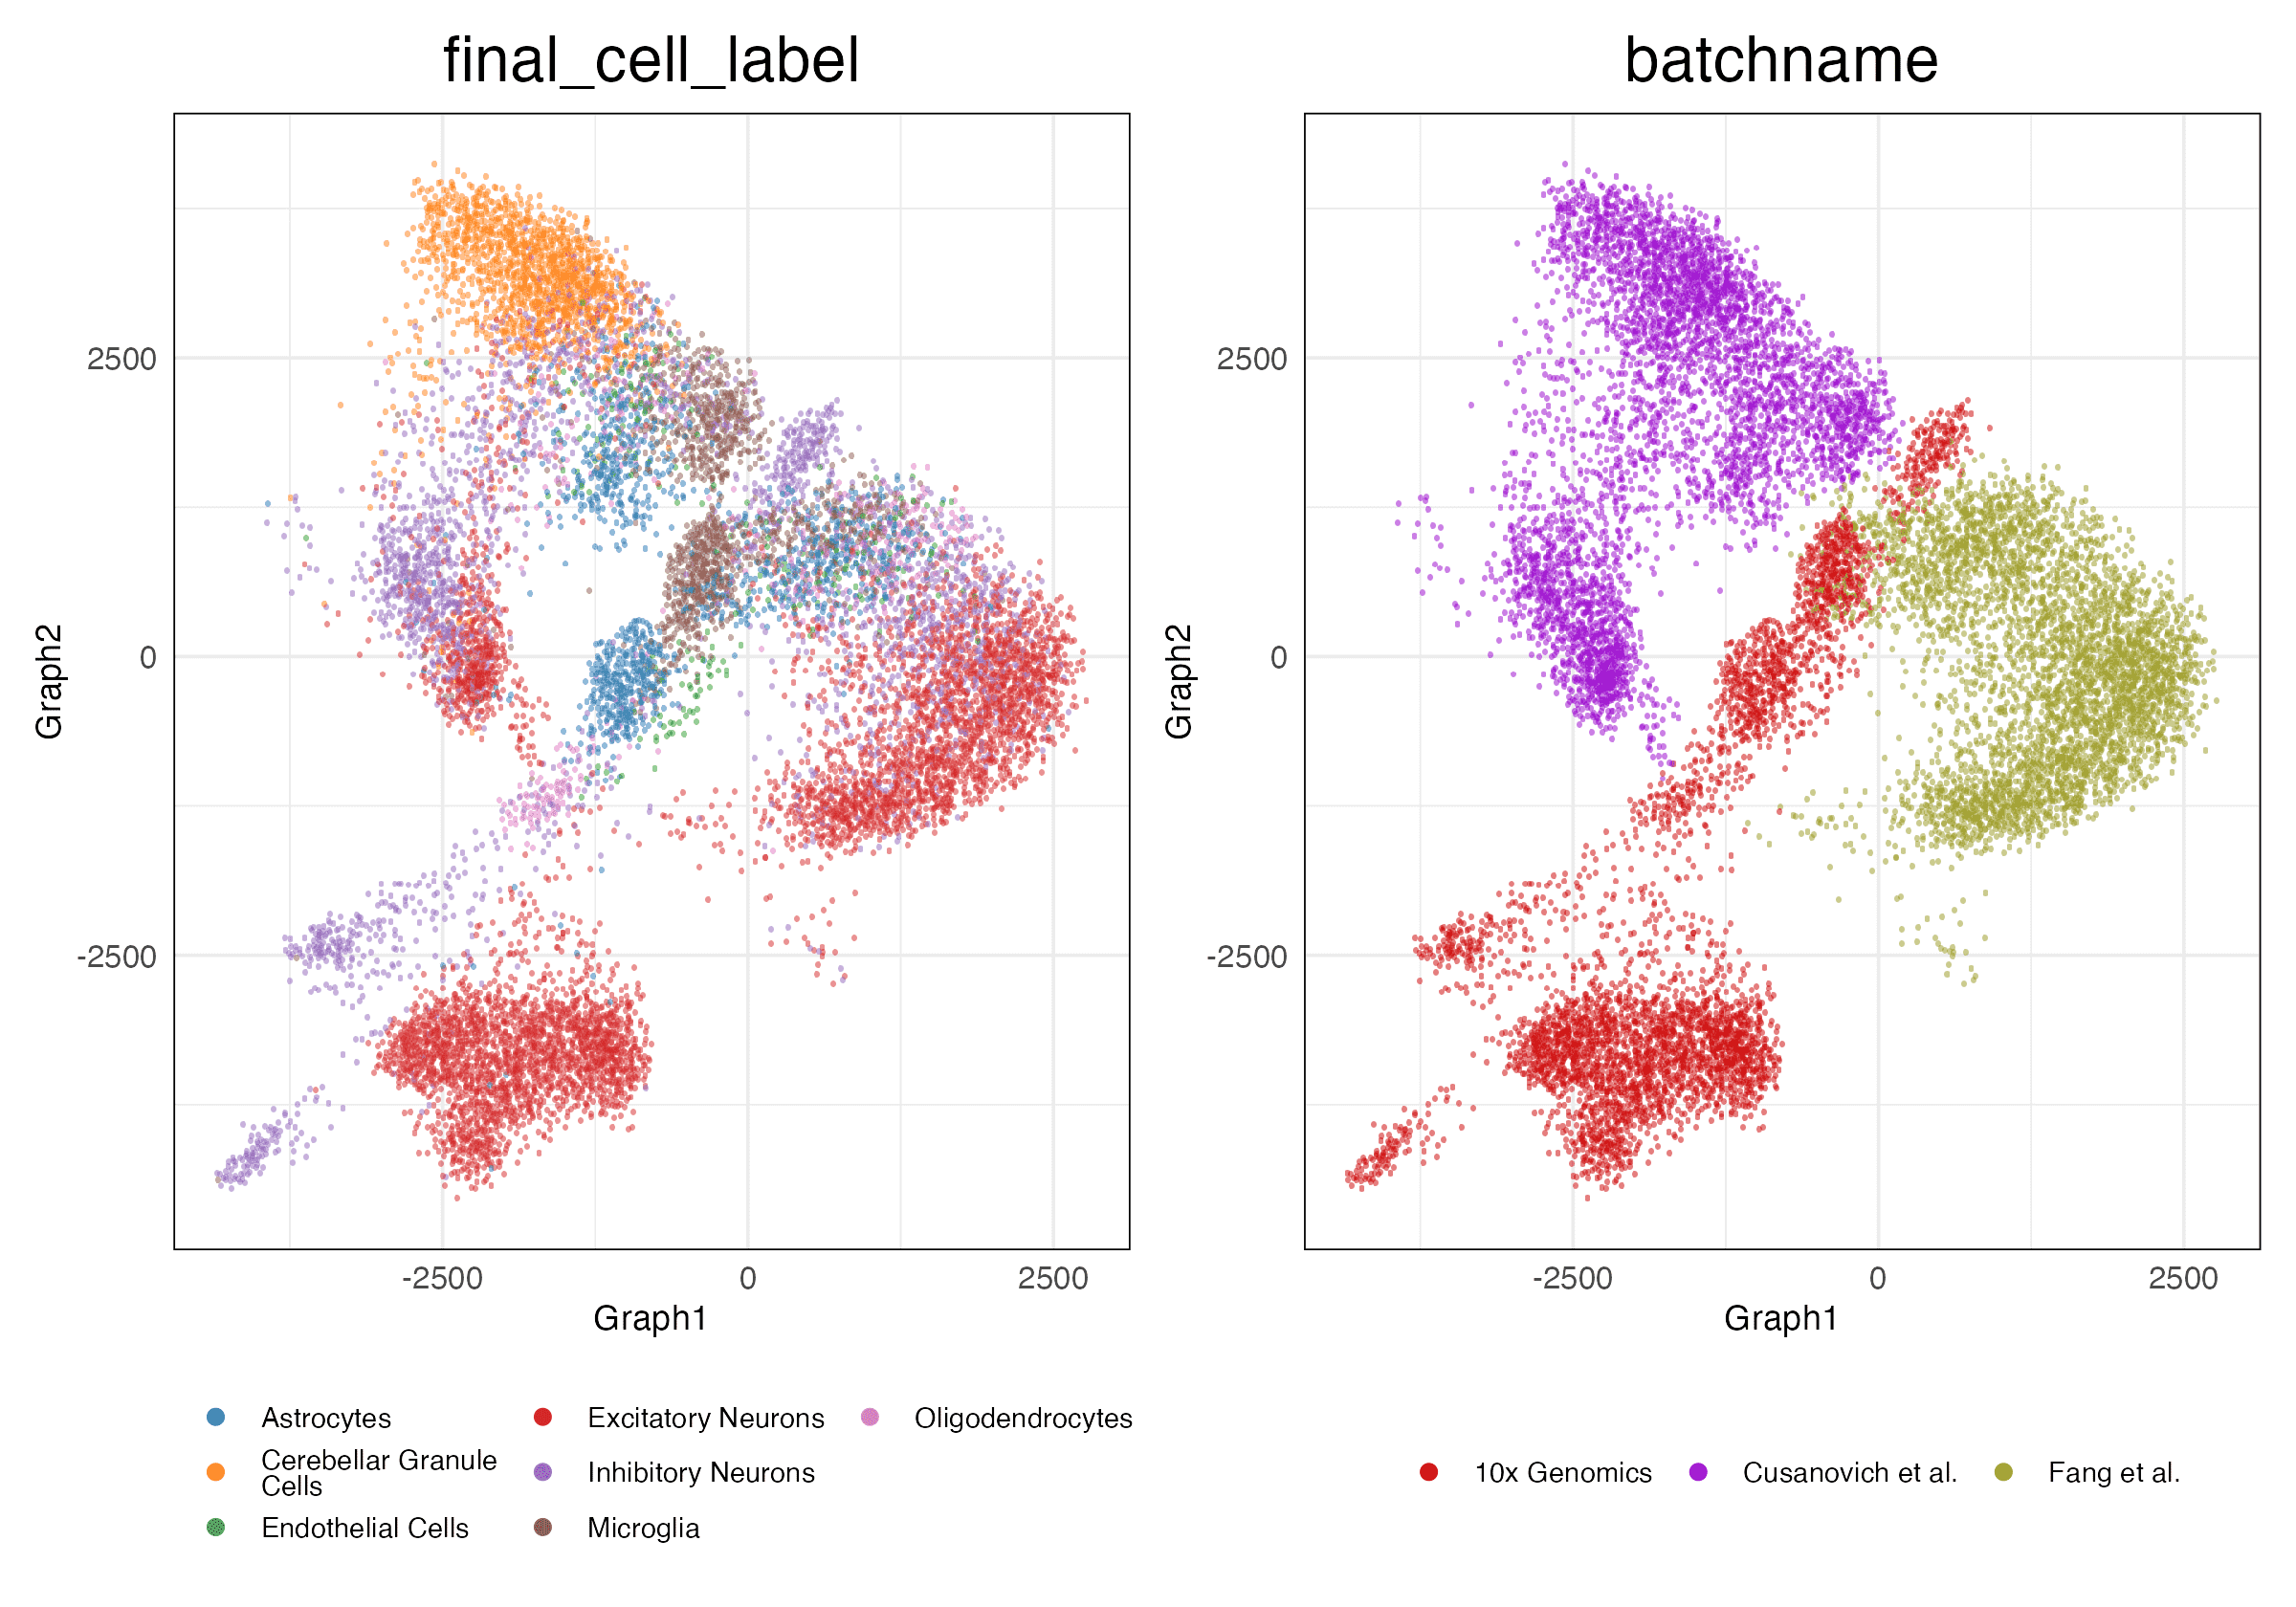 final_cell_label
batchname
Graph2
2500
0
-2500
-2500
0
2500
Graph1
Graph2
2500
0
-2500
-2500
0
2500
Graph1
Astrocytes
Excitatory Neurons
Oligodendrocytes
Cerebellar Granule
Cells
Inhibitory Neurons
Endothelial Cells
Microglia
10x Genomics
Cusanovich et al.
Fang et al.